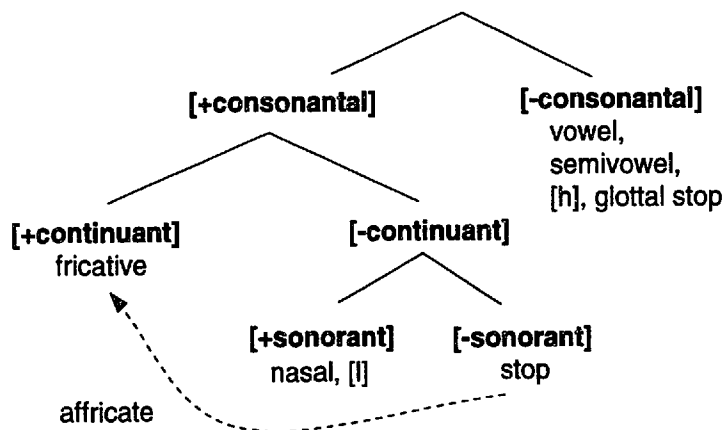 [+consonantal]
[-consonantal]
vowel,
semivowel,
[h], glottal stop
[+continuant]
fricative
[-continuant]
[+sonorant]
nasal, [l]
[-sonorant]
stop
affricate